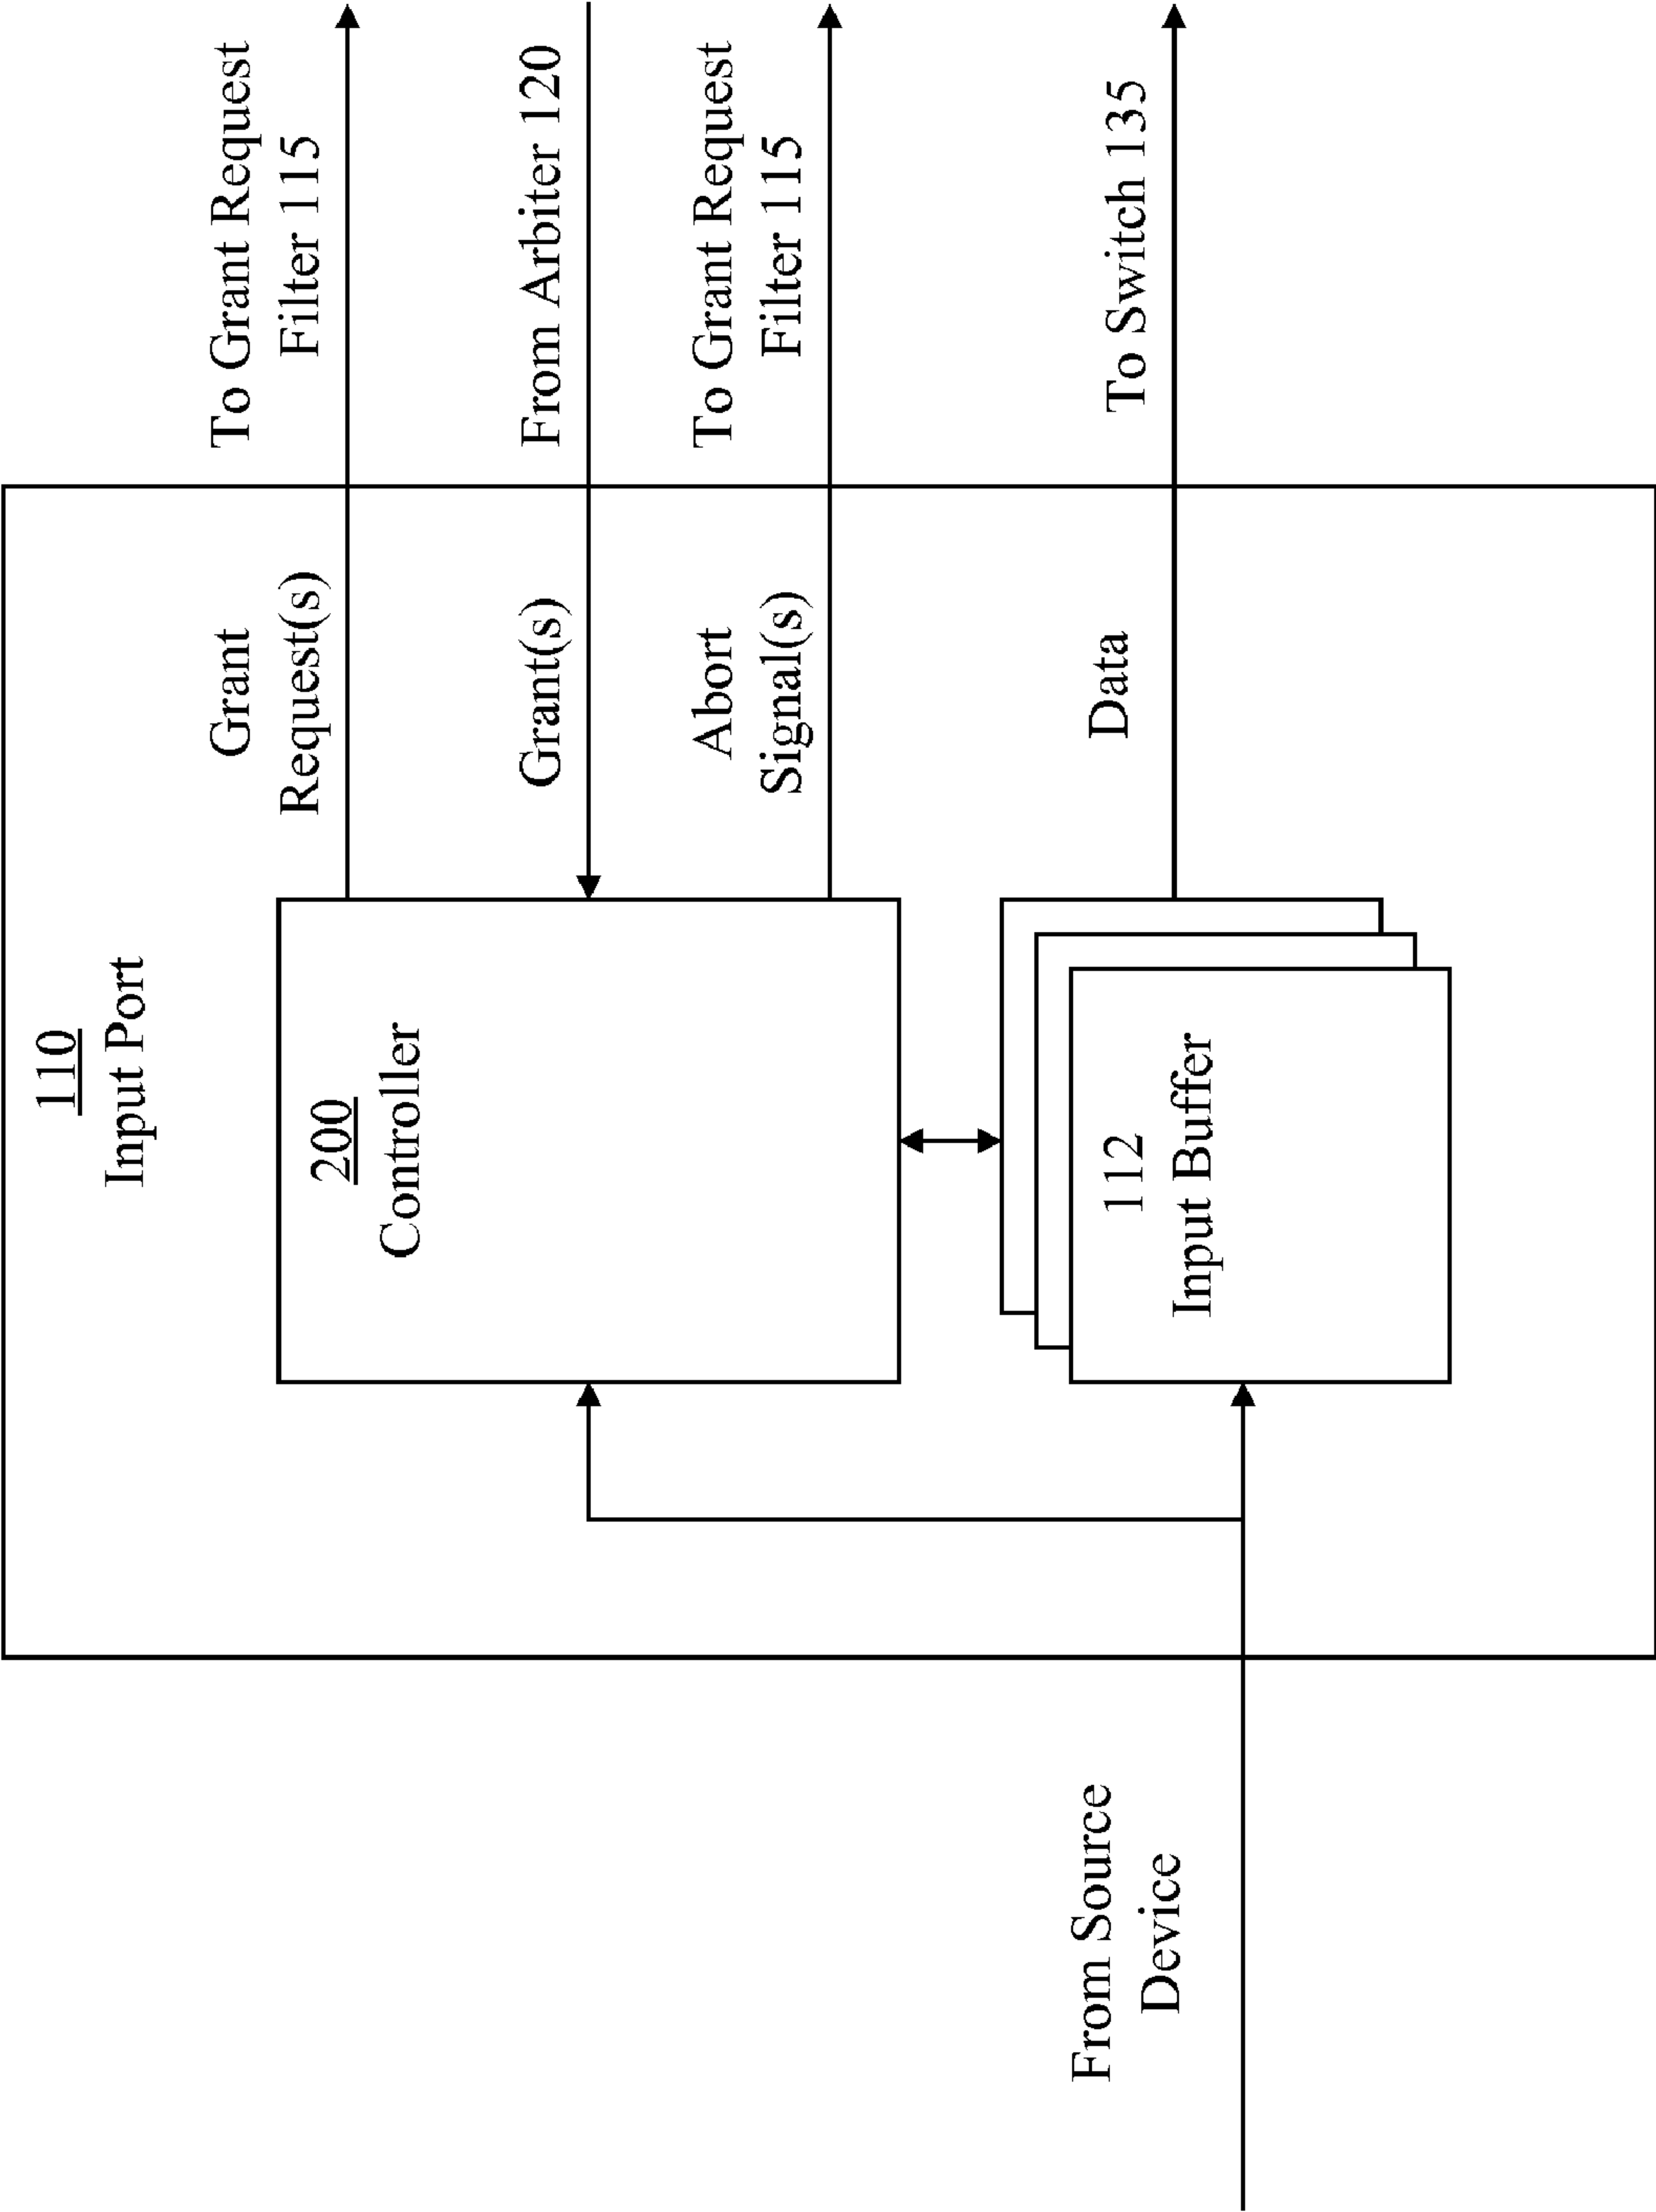 110
Input Port
Grant
Request(s)
To Grant Request
Filter 115
200
Controller
Grant(s)
From Arbiter 120
Abort
Signal(s)
To Grant Request
Filter 115
From Source
Device
112
Input Buffer
Data
To Switch 135